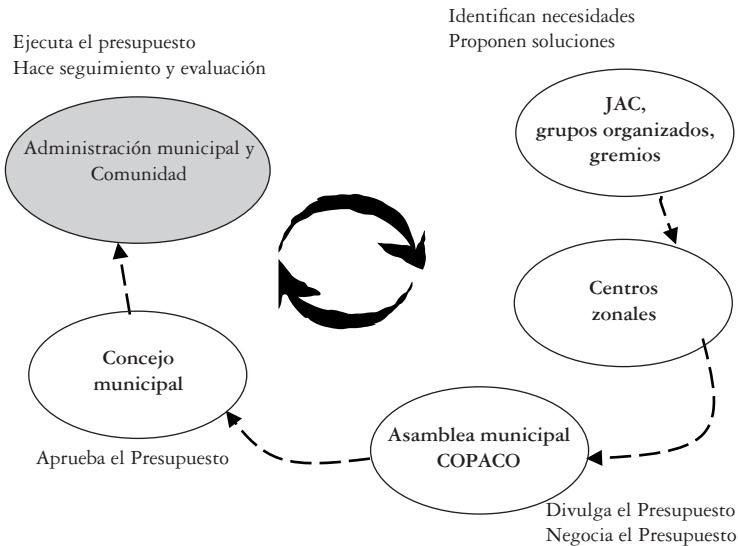 Identifican necesidades
Proponen soluciones
Ejecuta el presupuesto
Hace seguimiento y evaluación
JAC,
grupos organizados,
gremios
Administración municipal y
Comunidad
Centros
zonales
Concejo
municipal
Asamblea municipal
COPACO
Aprueba el Presupuesto
Divulga el Presupuesto
Negocia el Presupuesto